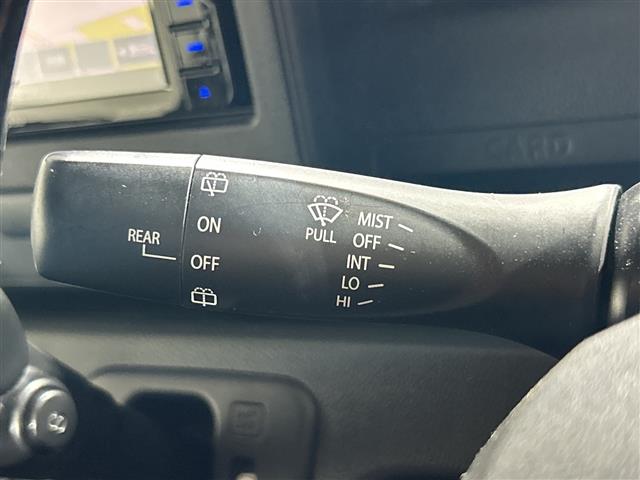 CARD
REAR
ON
OFF
PULL
MIST
OFF
INT
LO
HI